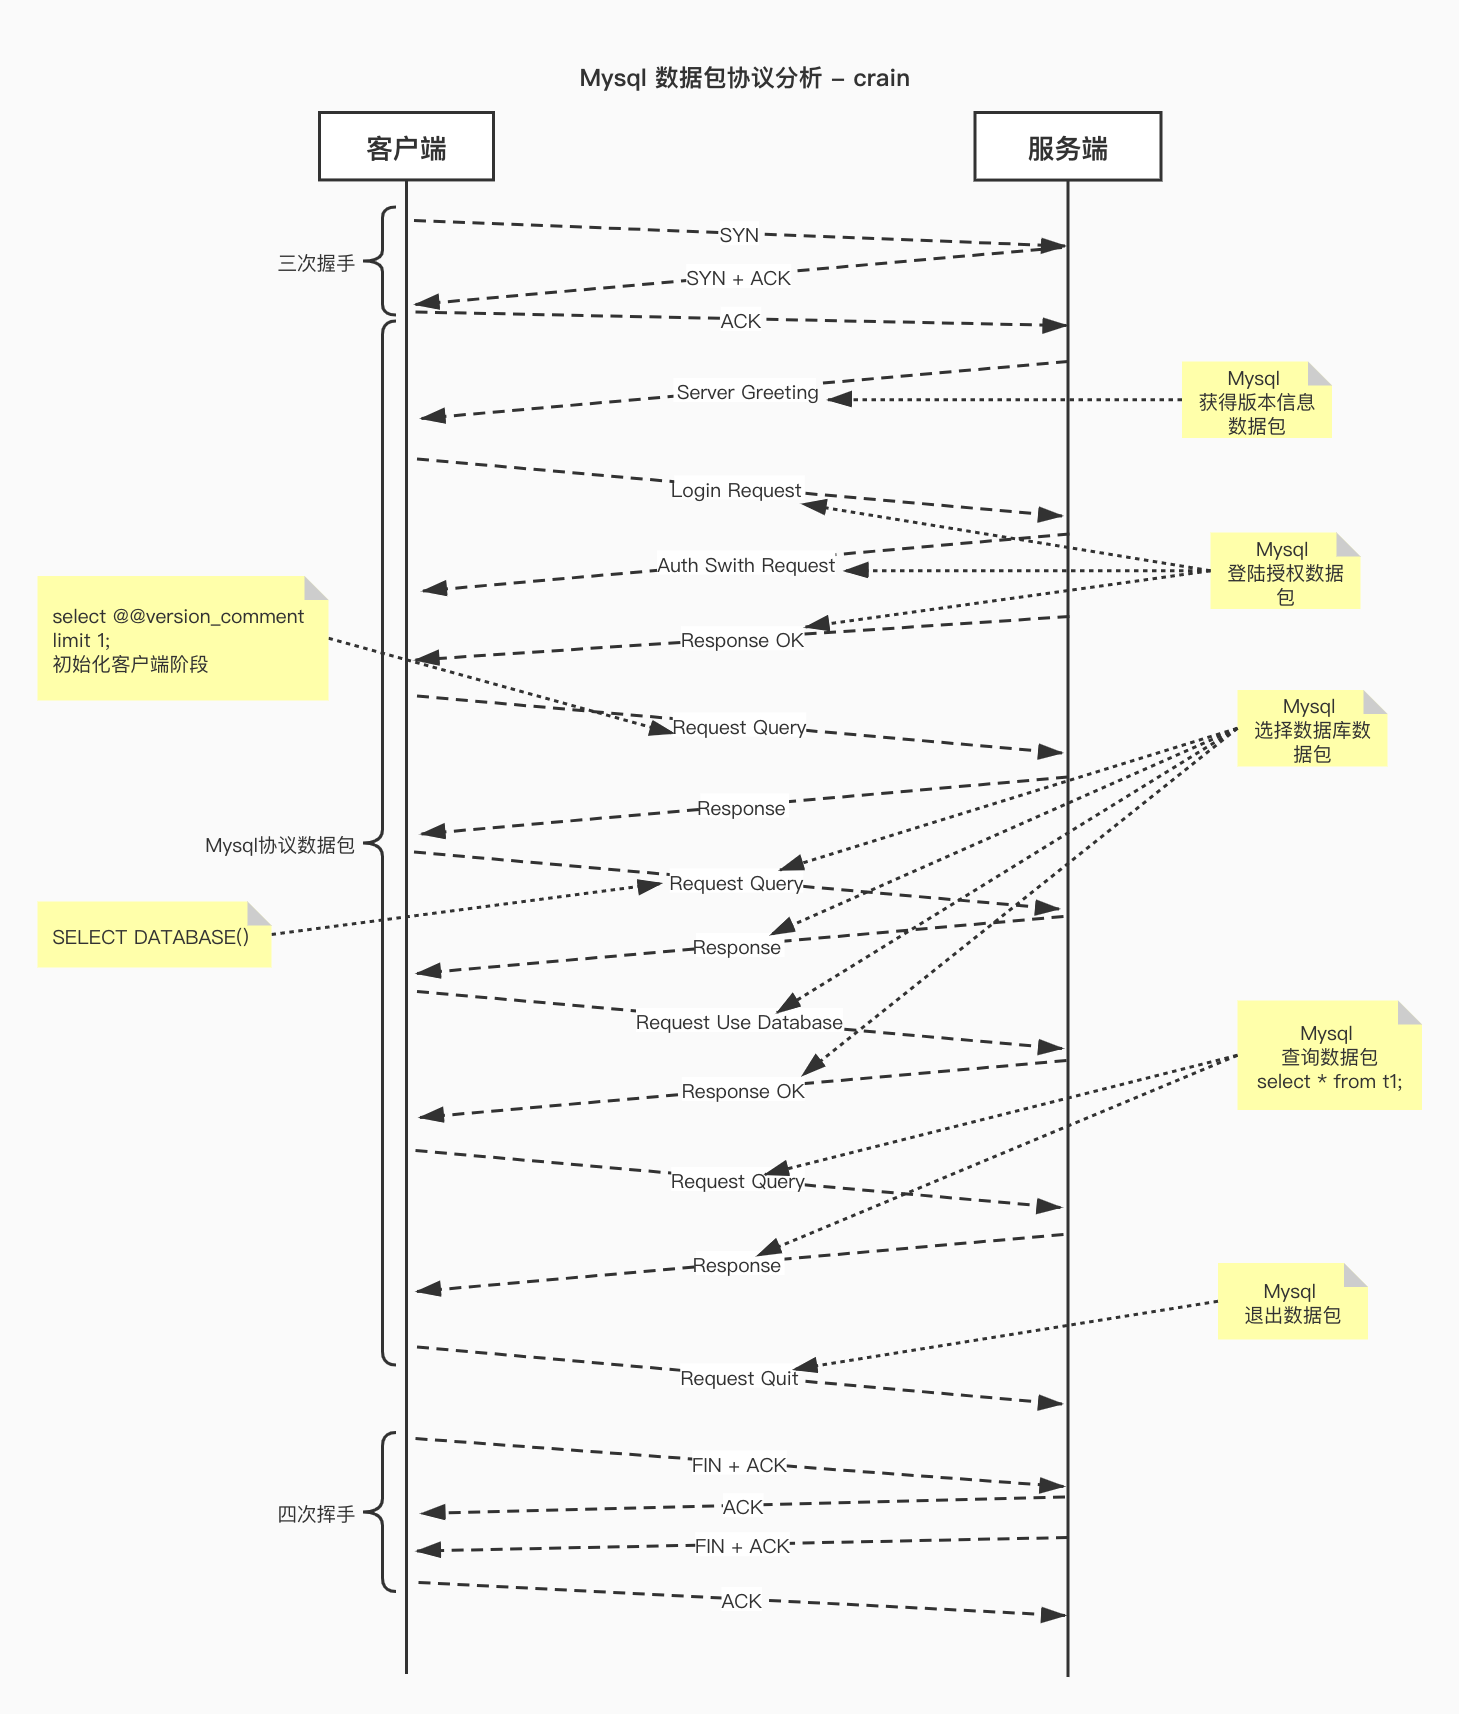 Mysql 数据包协议分析 – crain
客户端
服务端
SYN
三次握手
SYN + ACK
ACK
Mysql
获得版本信息
数据包
Server Greeting
Login Request
Mysql
登陆授权数据
包
Auth Swith Request
select @@version_comment
limit 1;
初始化客户端阶段
Response OK
Mysql
选择数据库数
据包
Request Query
Response
Mysql协议数据包
Request Query
SELECT DATABASE()
Response
Request Use Database
Mysql
查询数据包
select * from t1;
Response OK
Request Query
Response
Mysql
退出数据包
Request Quit
FIN + ACK
四次挥手
ACK
FIN + ACK
ACK